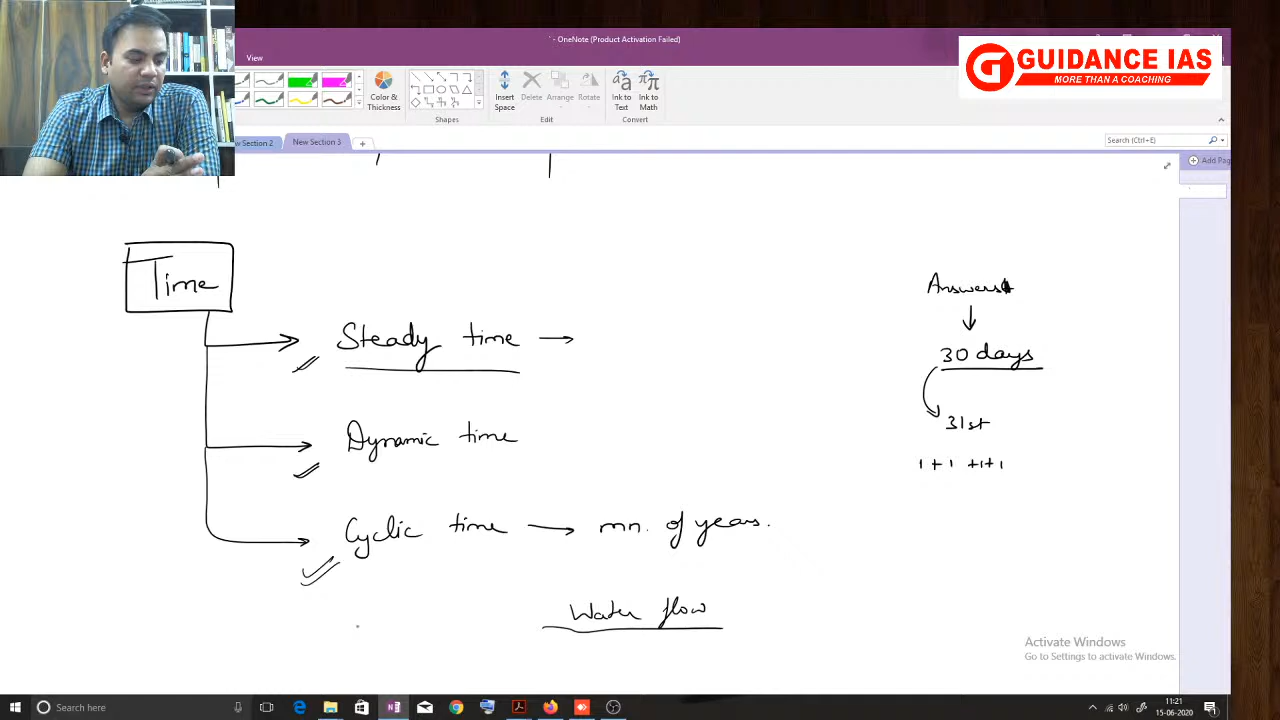 - OneNote (Product Activation Failed)
View
GUIDANCE IAS
MORE THAN A COACHING
Color &
Thickness
Insert
Space
Delete
Arrange
Rotate
Ink to
Text
Ink to
Math
Shapes
Edit
Convert
w Section 2
New Section 3
Search (Ctrl+E)
Add Pag
Time
Steady time
Dynamic time
Cyclic time → mn. of years.
Water flow
Answers
30 days
31st
1+1 +1+1
Activate Windows
Go to Settings to activate Windows.
Search here
11:21
15-06-2020